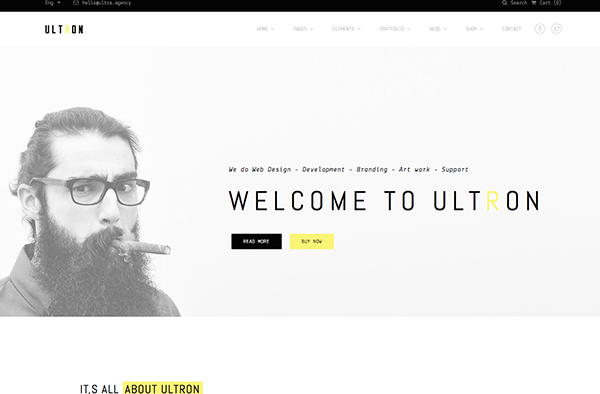 Eng hello@ultra.agency Search Cart (0)
ULTRON HOME PAGES ELEMENTS PORTFOLIO BLOG SHOP CONTACT
We do Web Design - Development - Branding - Art work - Support
WELCOME TO ULTRON
READ MORE BUY NOW
IT,S ALL ABOUT ULTRON